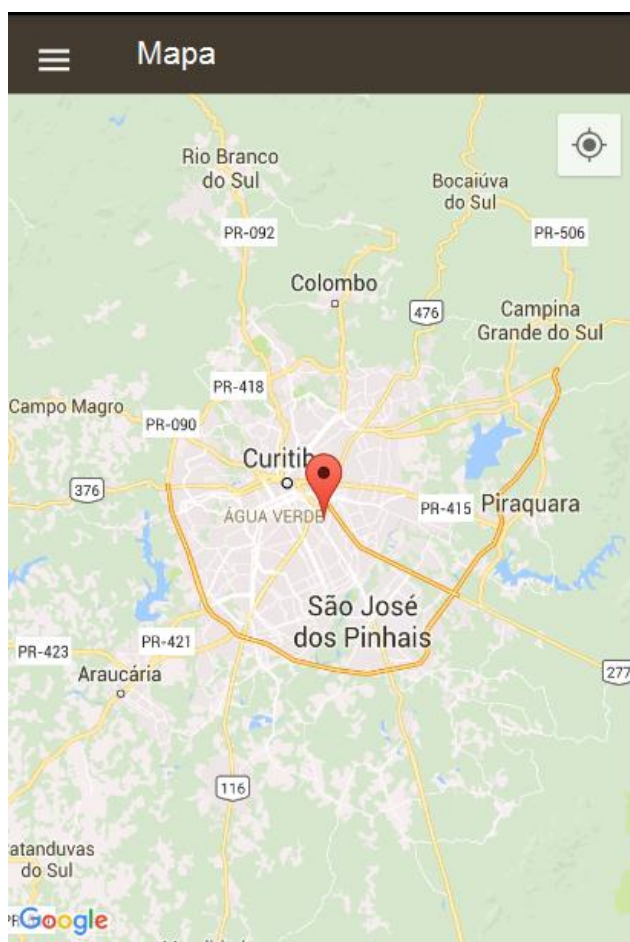 Mapa
Rio Branco
do Sul
Bocaiúva
do Sul
PR-092
PR-506
Colombo
476
Campina
Grande do Sul
PR-418
Campo Magro
PR-090
Curitib
376
ÁGUA VERDE
PR-415
Piraquara
São José
dos Pinhais
PR-421
PR-423
277
Araucária
116
atanduvas
do Sul
Google